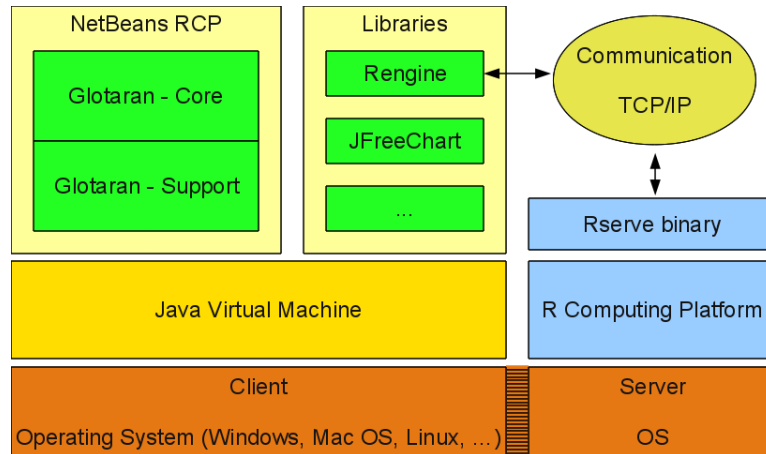 NetBeans RCP
Glotaran - Core
Glotaran - Support
Libraries
Rengine
JFreeChart
...
Communication
TCP/IP
Rserve binary
Java Virtual Machine
R Computing Platform
Client
Operating System (Windows, Mac OS, Linux, ...)
Server
OS